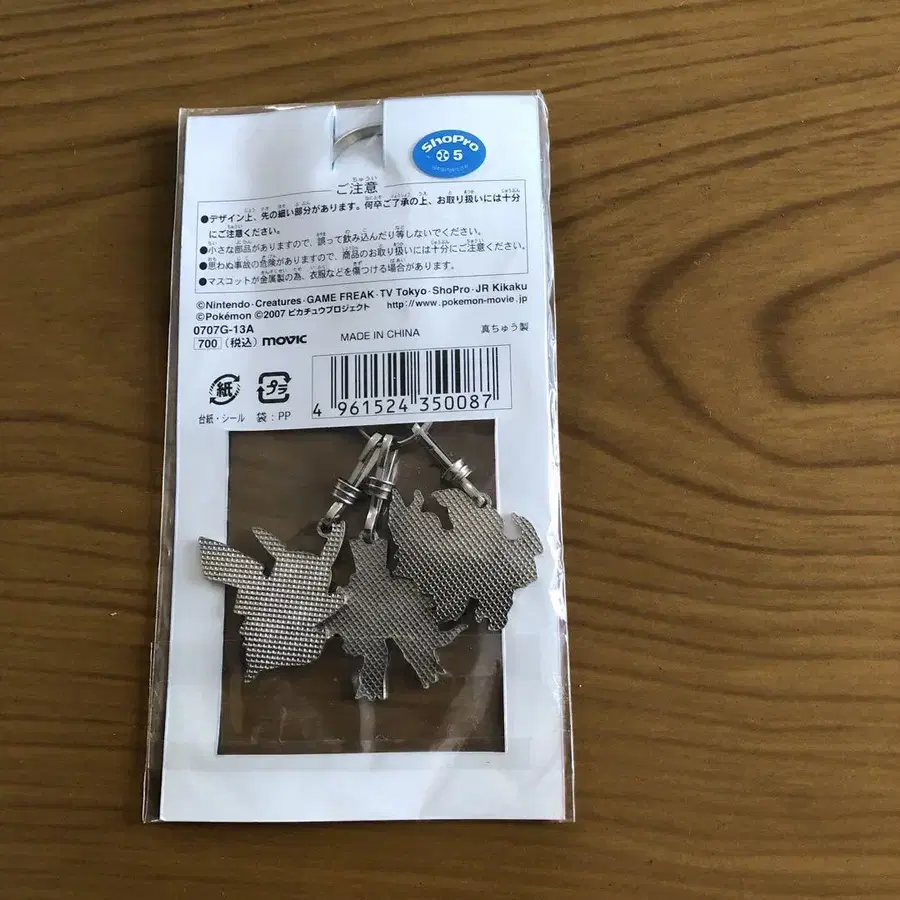 ShoPro
5
ちゅうい
ご注意
●デザイン上、先の細い部分があります。何卒ご了承の上、お取り扱いには十分
にご注意ください。
●小さな部品がありますので、誤って飲み込んだり等しないでください。
●思わぬ事故の危険がありますので、商品のお取り扱いには十分にご注意ください。
●マスコットが金属製の為、衣服などを傷つける場合があります。
©Nintendo・Creatures・GAME FREAK・TV Tokyo・ShoPro・JR Kikaku
©Pokémon ©2007 ピカチュウプロジェクト http://www.pokemon-movie.jp
0707G-13A
700 (税込) movic MADE IN CHINA 真ちゅう製
紙 プラ
台紙・シール 袋:PP
4 961524 350087